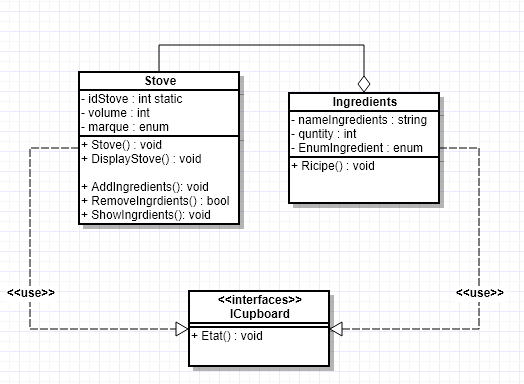 Stove
- idStove : int static
- volume : int
- marque : enum
+ Stove() : void
+ DisplayStove() : void
+ AddIngredients(): void
+ RemoveIngrdients() : bool
+ ShowIngrdients(): void
Ingredients
- nameIngredients : string
- quntity : int
- EnumIngredient : enum
+ Ricipe() : void
<<use>>
<<use>>
<<interfaces>>
ICupboard
+ Etat() : void